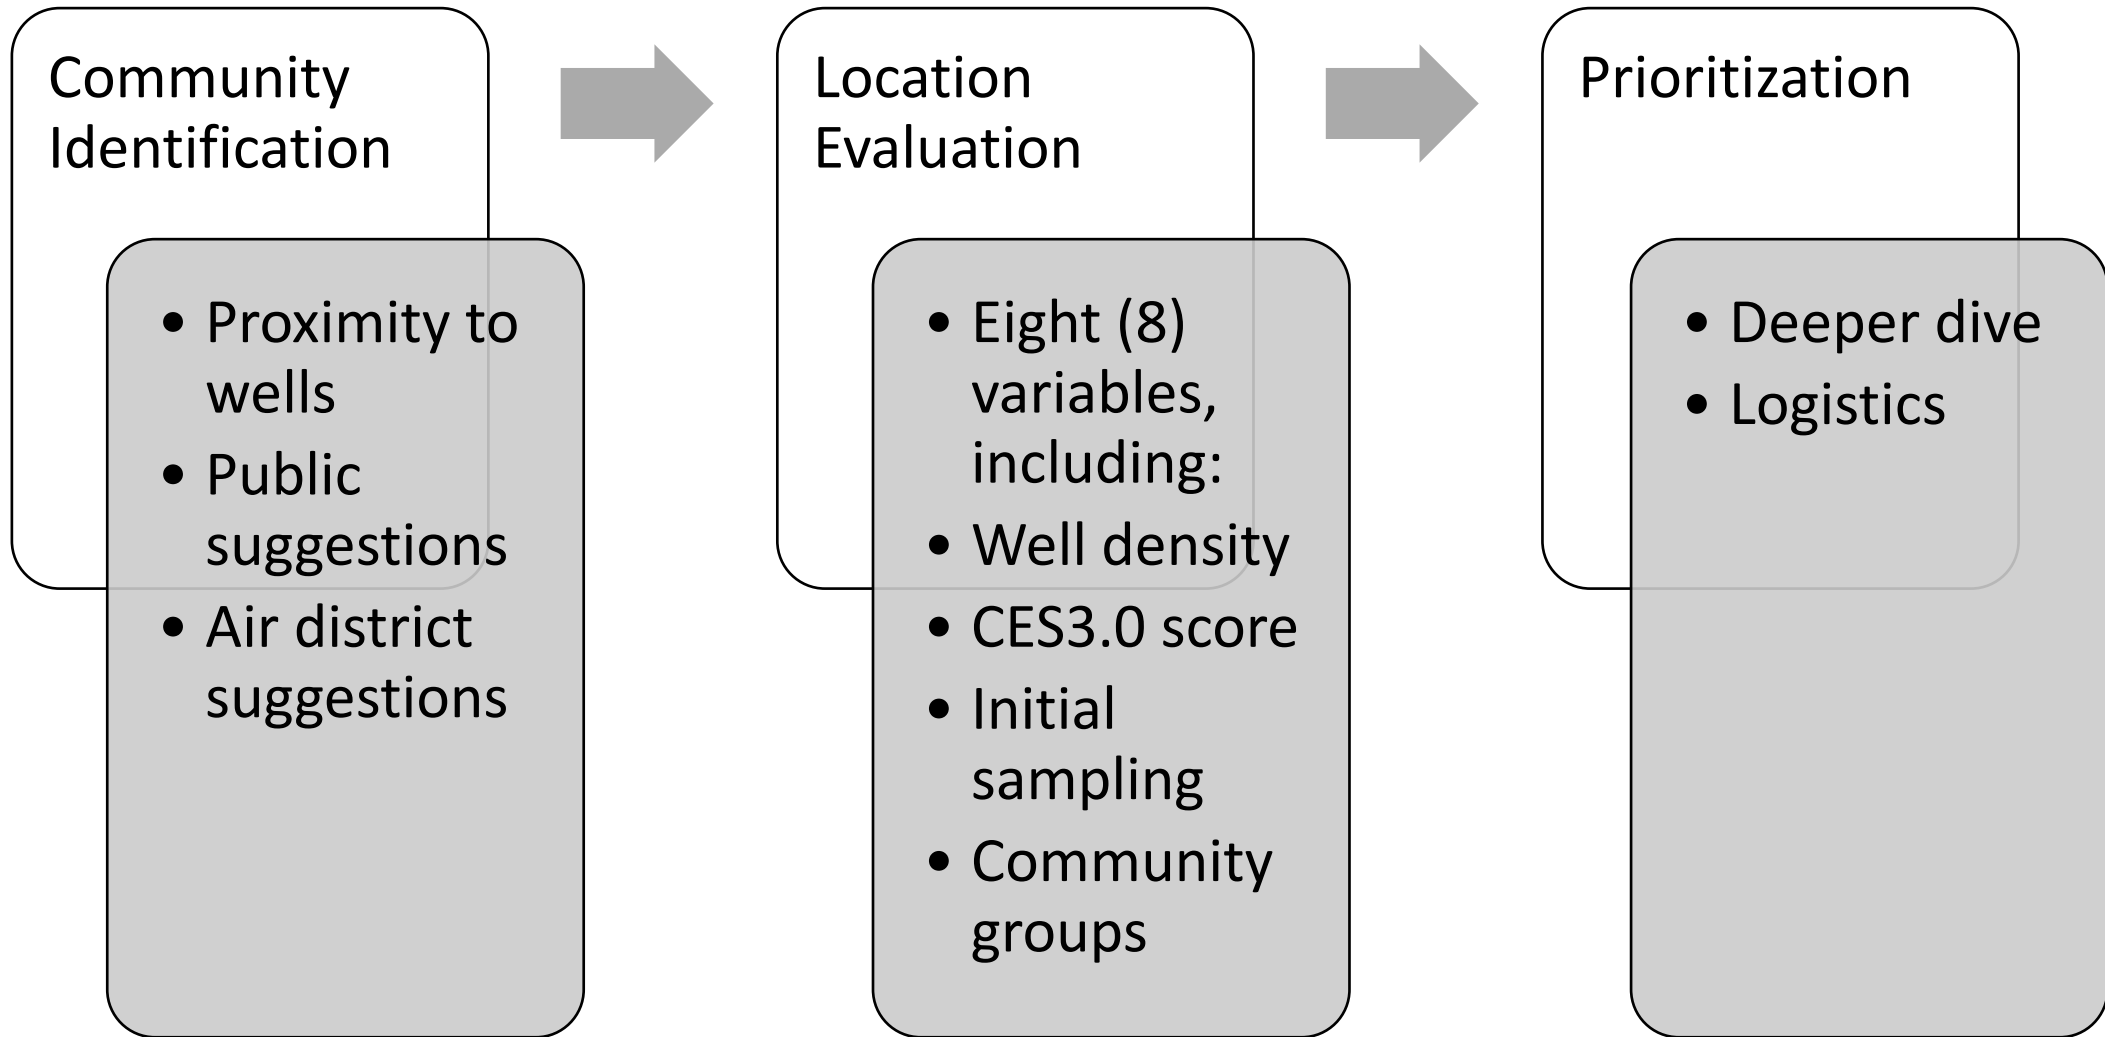 Community
Identification
• Proximity to
wells
• Public
suggestions
• Air district
suggestions
Location
Evaluation
• Eight (8)
variables,
including:
• Well density
• CES3.0 score
• Initial
sampling
• Community
groups
Prioritization
• Deeper dive
• Logistics